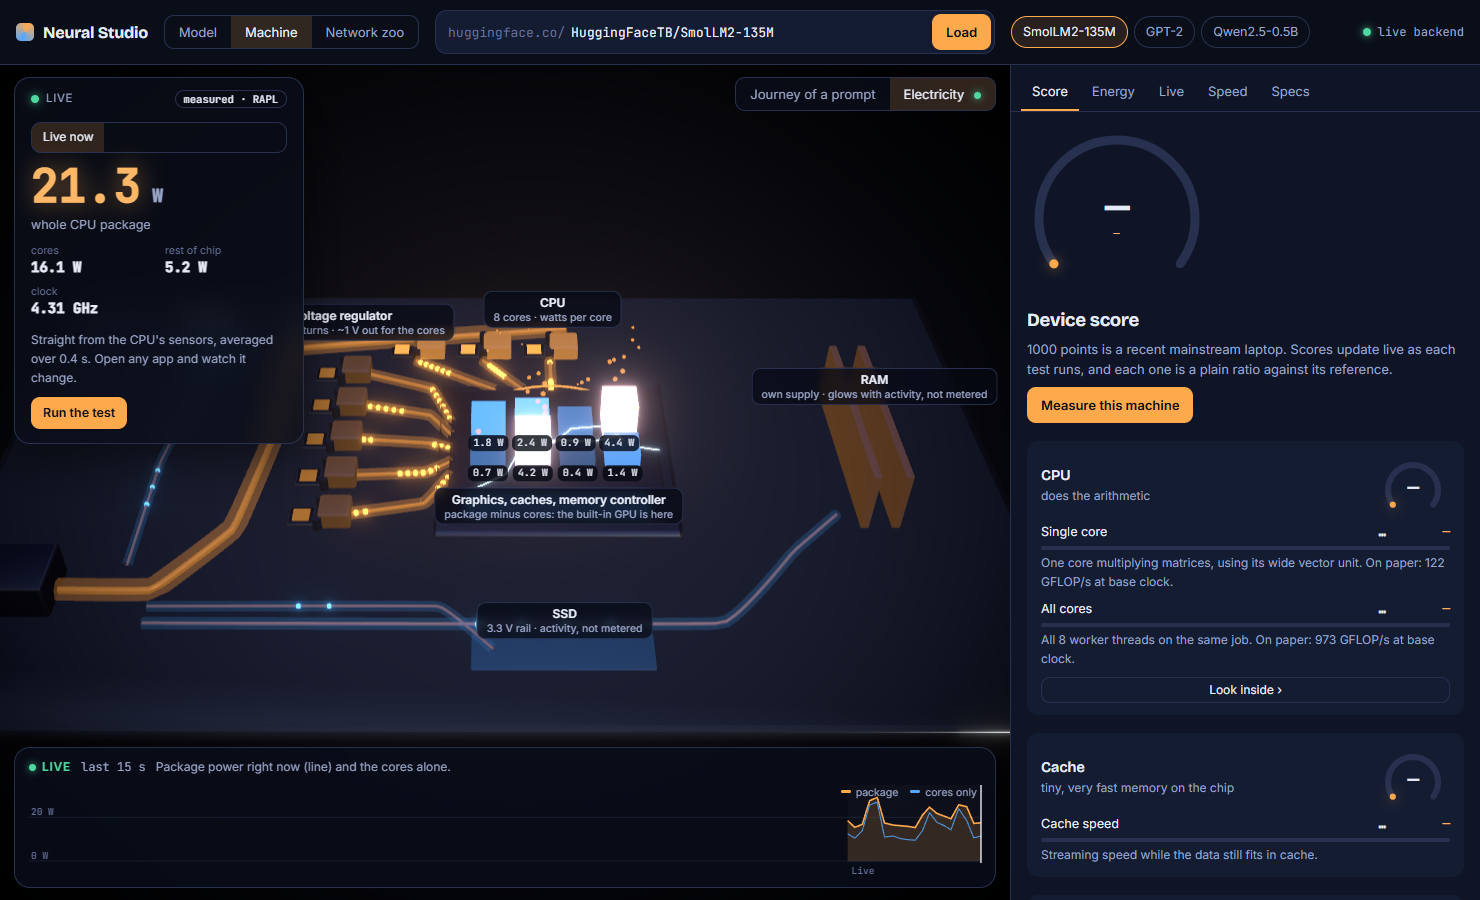 Neural Studio
Model
Machine
Network zoo
huggingface.co/ HuggingFaceTB/SmolLM2-135M
Load
SmolLM2-135M
GPT-2
Qwen2.5-0.5B
live backend
LIVE
measured · RAPL
Live now
21.3 W
whole CPU package
cores
rest of chip
16.1 W
5.2 W
clock
4.31 GHz
Straight from the CPU's sensors, averaged
over 0.4 s. Open any app and watch it
change.
Run the test
Journey of a prompt
Electricity
oltage regulator
turns · ~1 V out for the cores
CPU
8 cores · watts per core
RAM
own supply · glows with activity, not metered
1.8 W
2.4 W
0.9 W
4.4 W
0.7 W
4.2 W
0.4 W
1.4 W
Graphics, caches, memory controller
package minus cores: the built-in GPU is here
SSD
3.3 V rail · activity, not metered
LIVE last 15 s Package power right now (line) and the cores alone.
package
cores only
20 W
0 W
Live
Score
Energy
Live
Speed
Specs
—
–
Device score
1000 points is a recent mainstream laptop. Scores update live as each
test runs, and each one is a plain ratio against its reference.
Measure this machine
CPU
does the arithmetic
–
Single core
… –
One core multiplying matrices, using its wide vector unit. On paper: 122
GFLOP/s at base clock.
All cores
… –
All 8 worker threads on the same job. On paper: 973 GFLOP/s at base
clock.
Look inside ›
Cache
tiny, very fast memory on the chip
–
Cache speed
… –
Streaming speed while the data still fits in cache.